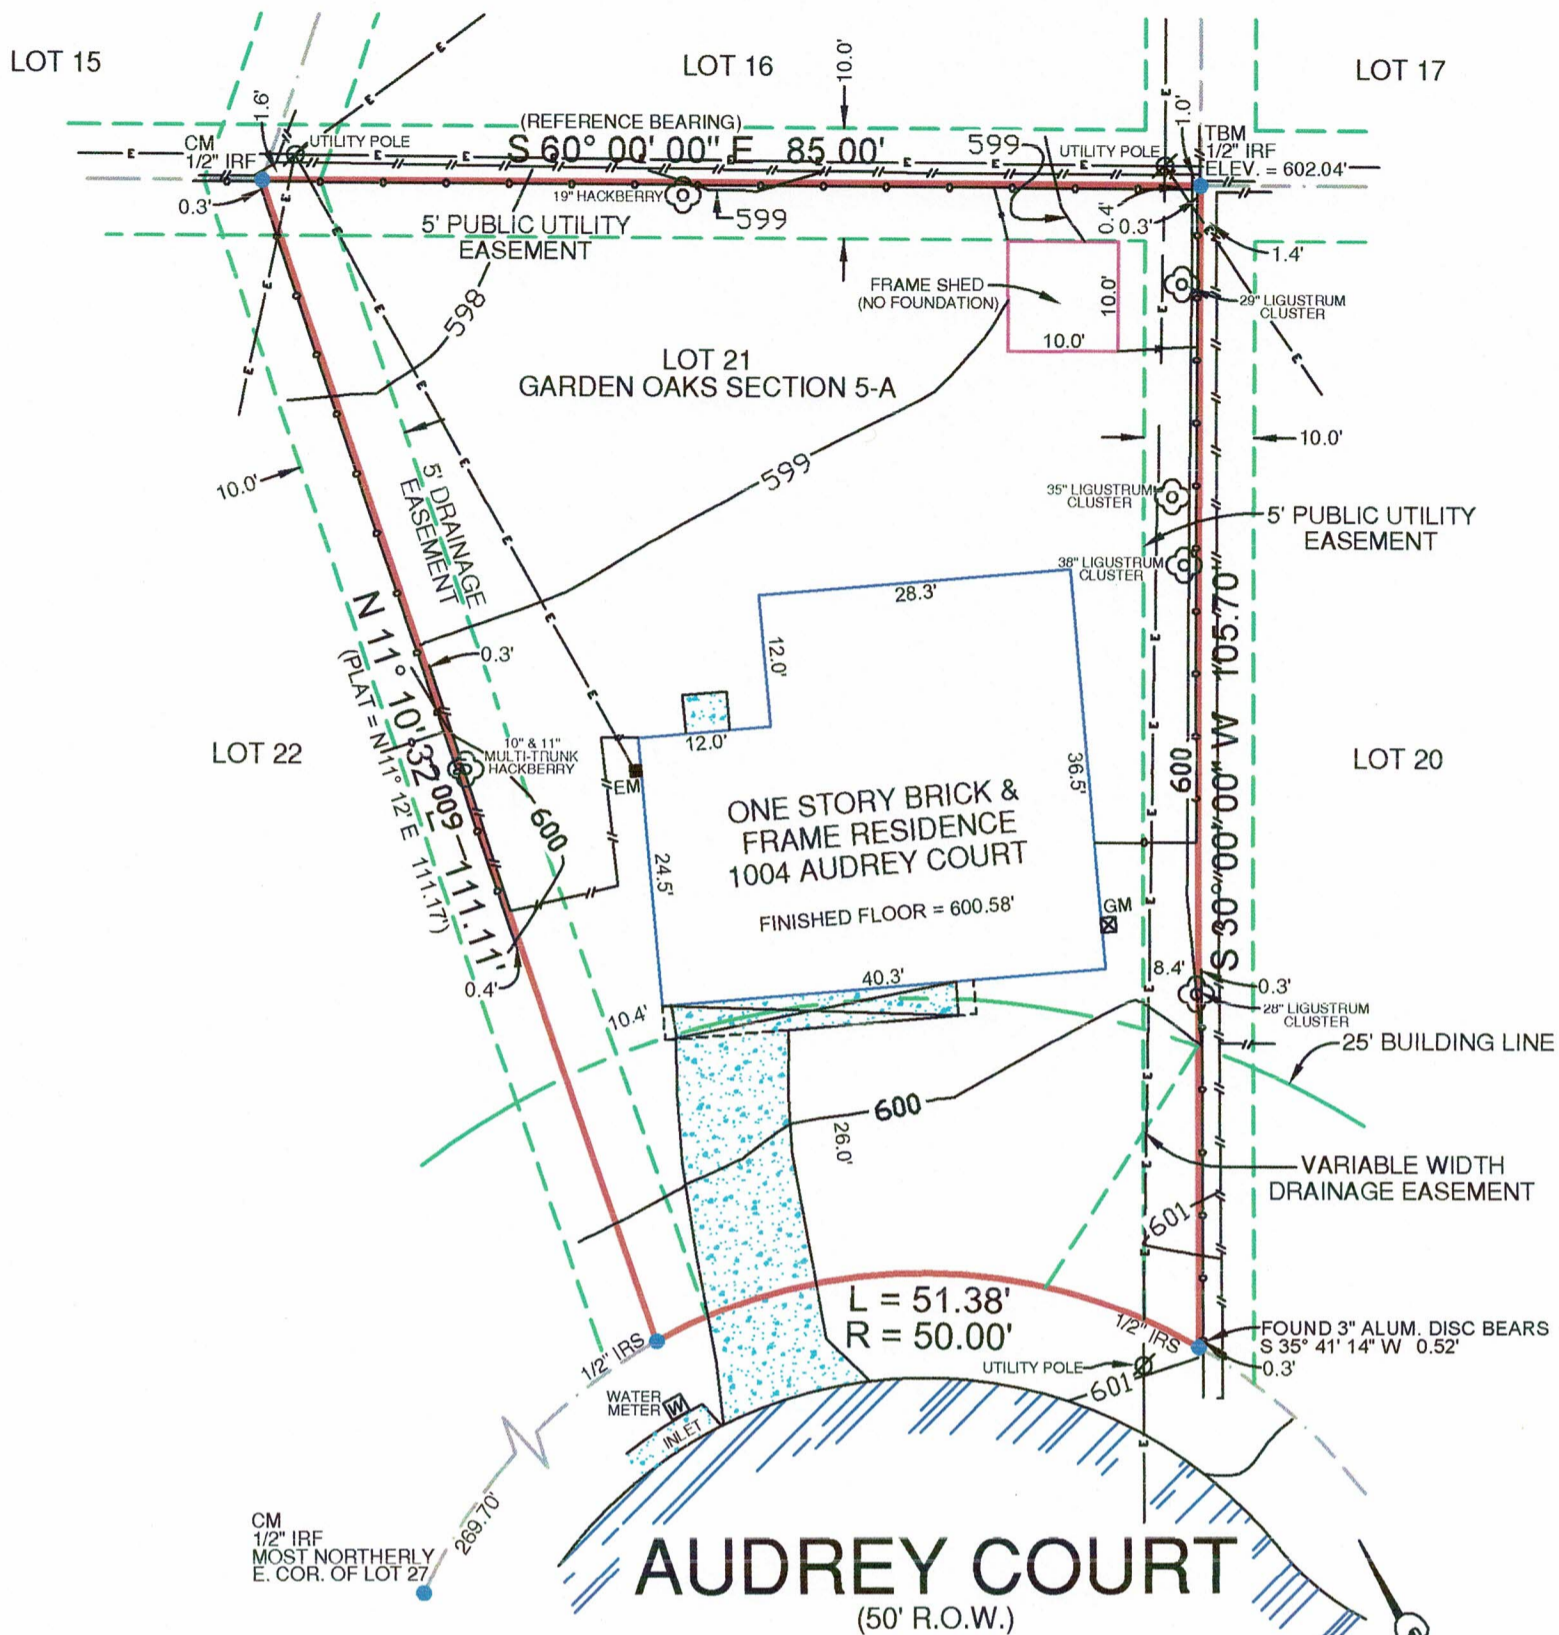 LOT 15
LOT 16
LOT 17
10.0'
1.6'
1.0'
CM
1/2" IRF
UTILITY POLE
(REFERENCE BEARING)
S 60° 00' 00" E 85.00'
599
UTILITY POLE
TBM
1/2" IRF
ELEV. = 602.04'
0.3'
19" HACKBERRY
599
5' PUBLIC UTILITY
EASEMENT
0.4'
0.3'
1.4'
598
FRAME SHED
(NO FOUNDATION)
10.0'
10.0'
29" LIGUSTRUM
CLUSTER
LOT 21
GARDEN OAKS SECTION 5-A
10.0'
10.0'
599
5' DRAINAGE
EASEMENT
35" LIGUSTRUM
CLUSTER
5' PUBLIC UTILITY
EASEMENT
38" LIGUSTRUM
CLUSTER
28.3'
12.0'
0.3'
N 11° 10' 32" E 111.11'
(PLAT = N 11° 12' E 111.17')
S 30° 00' 00" W 105.70'
LOT 22
LOT 20
12.0'
10" & 11"
MULTI-TRUNK
HACKBERRY
600
600
600
EM
36.5'
24.5'
ONE STORY BRICK &
FRAME RESIDENCE
1004 AUDREY COURT
FINISHED FLOOR = 600.58'
GM
0.4'
40.3'
8.4'
0.3'
10.4'
28" LIGUSTRUM
CLUSTER
25' BUILDING LINE
600
26.0'
VARIABLE WIDTH
DRAINAGE EASEMENT
601
L = 51.38'
R = 50.00'
1/2" IRS
1/2" IRS
FOUND 3" ALUM. DISC BEARS
S 35° 41' 14" W 0.52'
0.3'
UTILITY POLE
601
WATER
METER
W
INLET
269.70'
CM
1/2" IRF
MOST NORTHERLY
E. COR. OF LOT 27
AUDREY COURT
(50' R.O.W.)